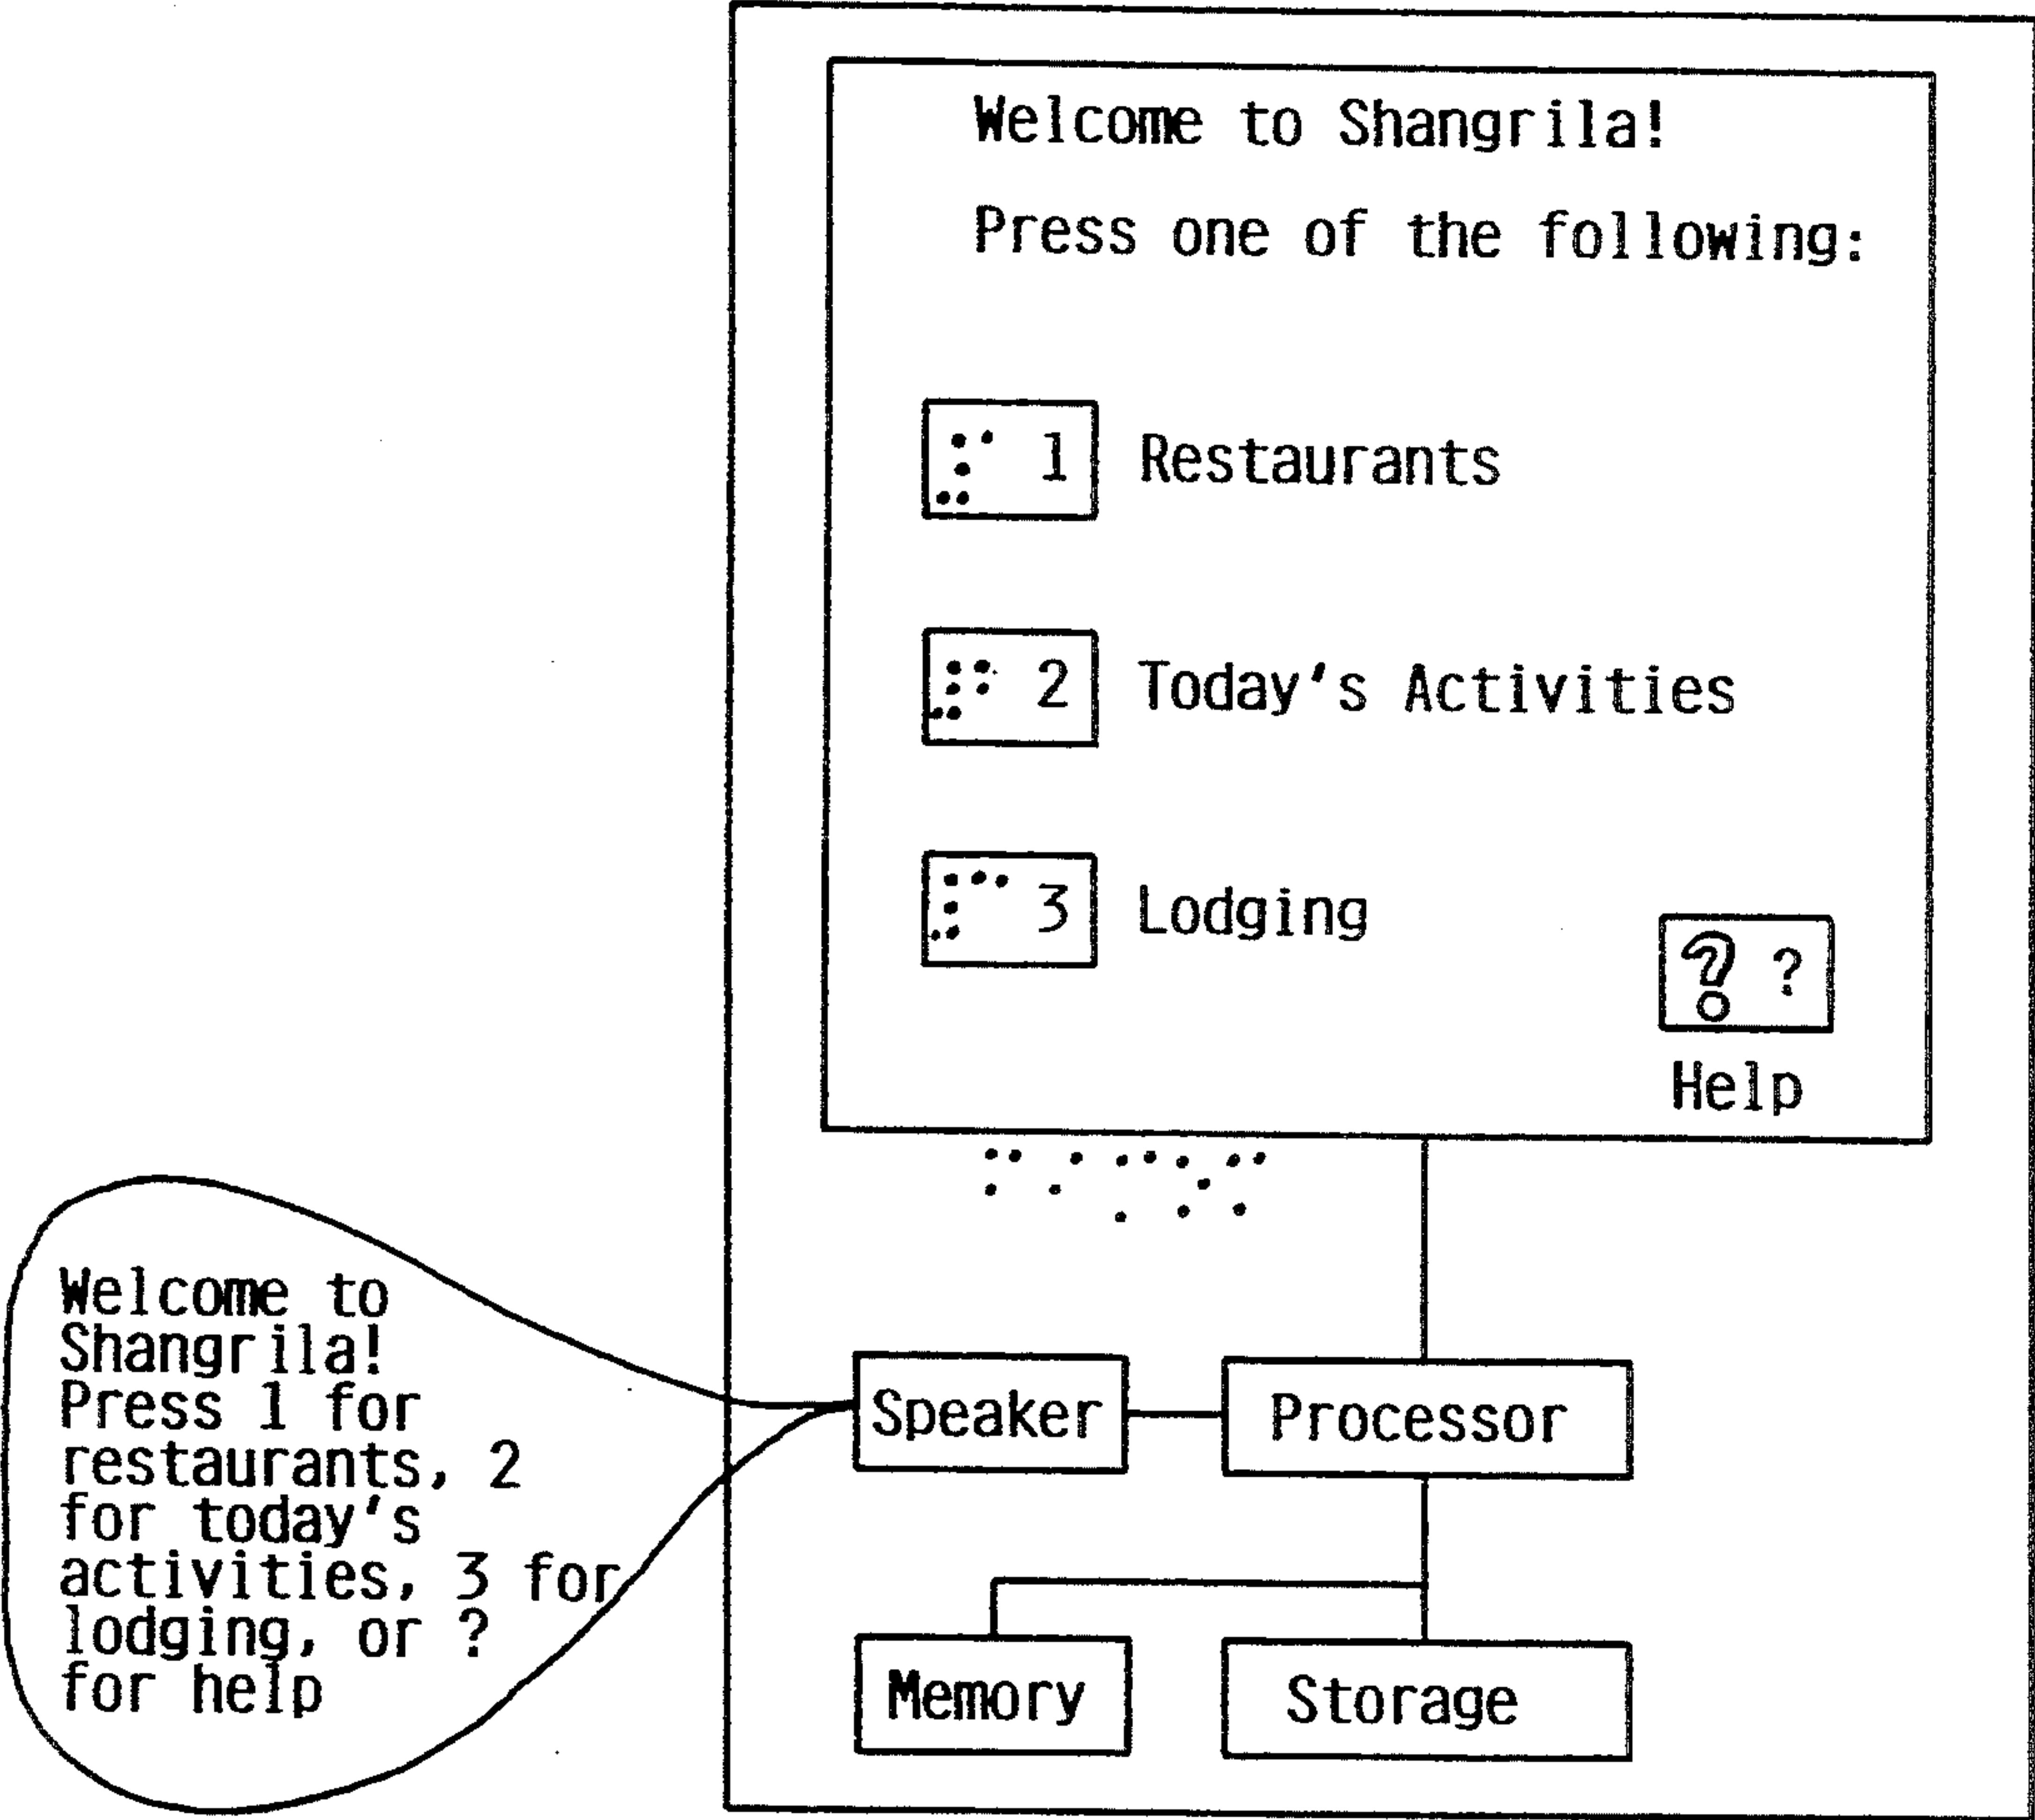 Welcome to Shangrila!
Press one of the following:
1 Restaurants
2 Today's Activities
3 Lodging
? ?
Help
Welcome to
Shangrila!
Press 1 for
restaurants, 2
for today's
activities, 3 for
lodging, or ?
for help
Speaker
Processor
Memory
Storage